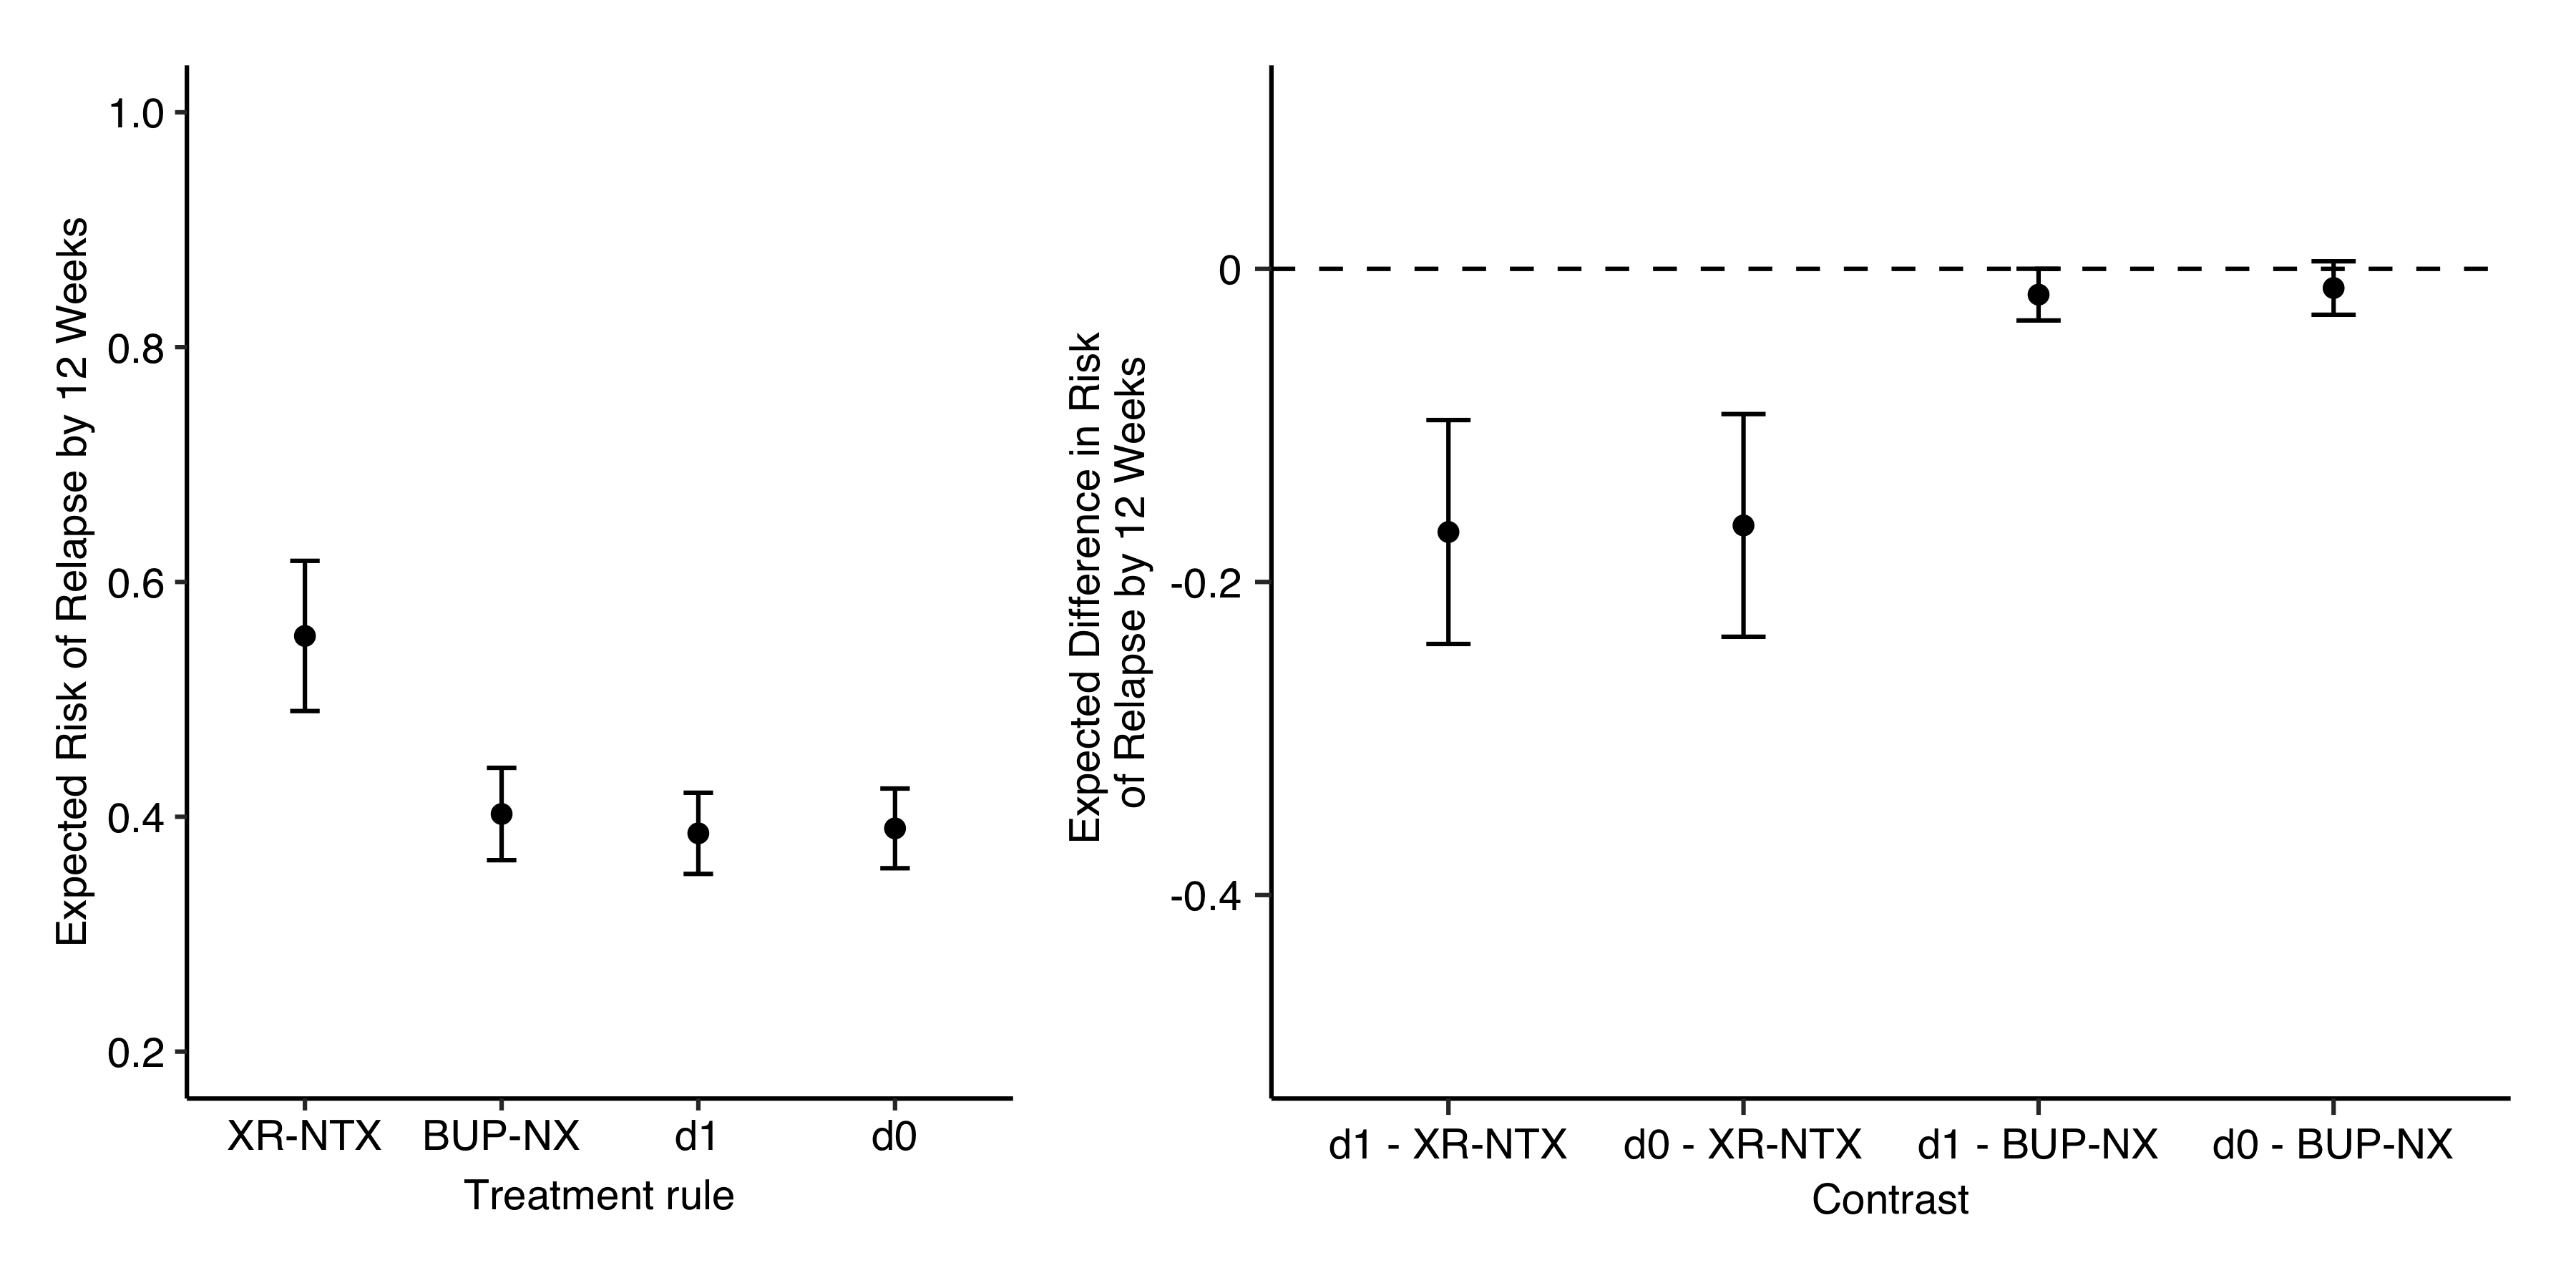 Expected Risk of Relapse by 12 Weeks
1.0
0.8
0.6
0.4
0.2
XR-NTX
BUP-NX
d1
d0
Treatment rule
Expected Difference in Risk
of Relapse by 12 Weeks
0
-0.2
-0.4
d1 - XR-NTX
d0 - XR-NTX
d1 - BUP-NX
d0 - BUP-NX
Contrast